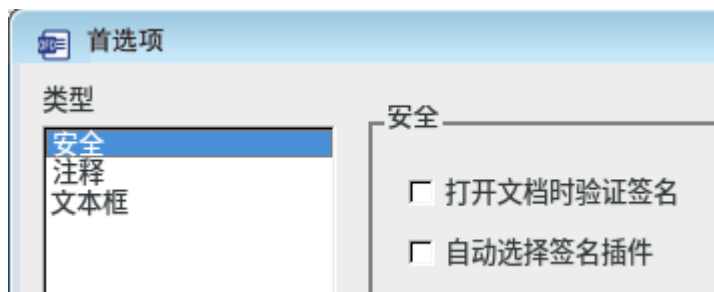 首选项
类型
安全
注释
文本框
安全
打开文档时验证签名
自动选择签名插件